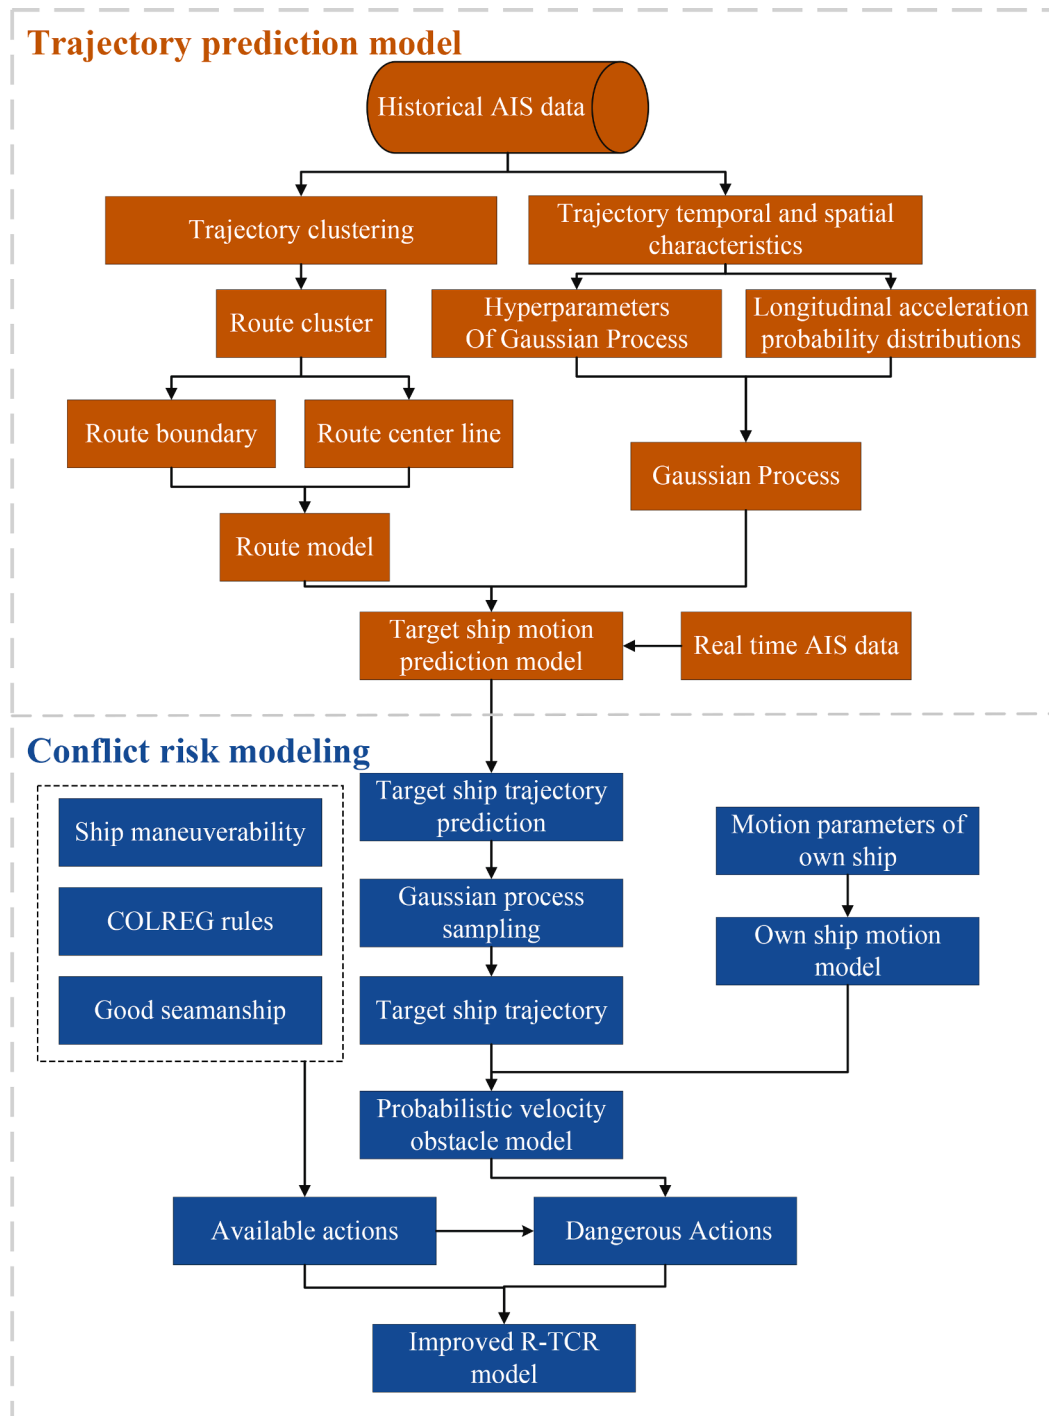 Trajectory prediction model
Historical AIS data
Trajectory clustering
Trajectory temporal and spatial
characteristics
Route cluster
Hyperparameters
Of Gaussian Process
Longitudinal acceleration
probability distributions
Route boundary
Route center line
Gaussian Process
Route model
Target ship motion
prediction model
Real time AIS data
Conflict risk modeling
Ship maneuverability
COLREG rules
Good seamanship
Target ship trajectory
prediction
Gaussian process
sampling
Target ship trajectory
Motion parameters of
own ship
Own ship motion
model
Probabilistic velocity
obstacle model
Available actions
Dangerous Actions
Improved R-TCR
model